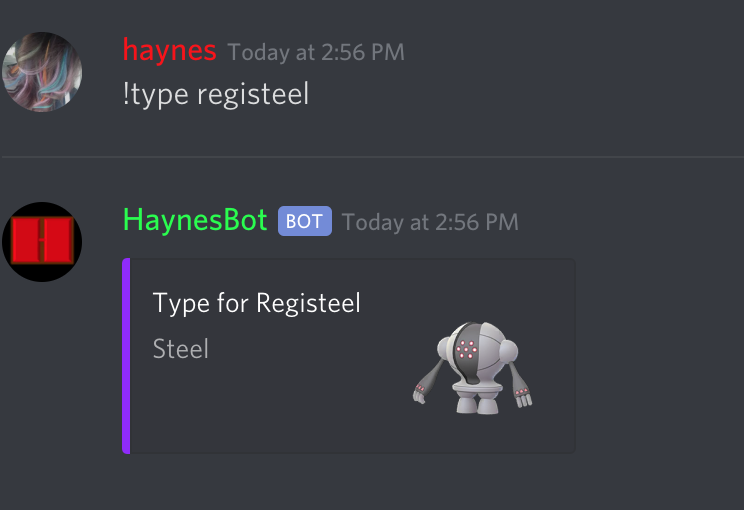 haynes Today at 2:56 PM
!type registeel
HaynesBot BOT Today at 2:56 PM
Type for Registeel
Steel